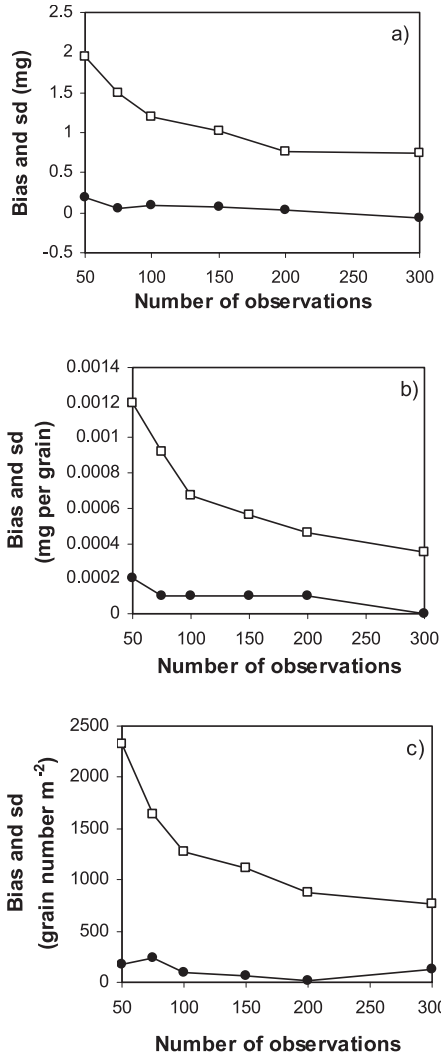 a)
2.5
2
1.5
1
0.5
0
-0.5
Bias and sd (mg)
50 100 150 200 250 300
Number of observations
b)
0.0014
0.0012
0.001
0.0008
0.0006
0.0004
0.0002
0
Bias and sd
(mg per grain)
50 100 150 200 250 300
Number of observations
c)
2500
2000
1500
1000
500
0
Bias and sd
(grain number m⁻²)
50 100 150 200 250 300
Number of observations